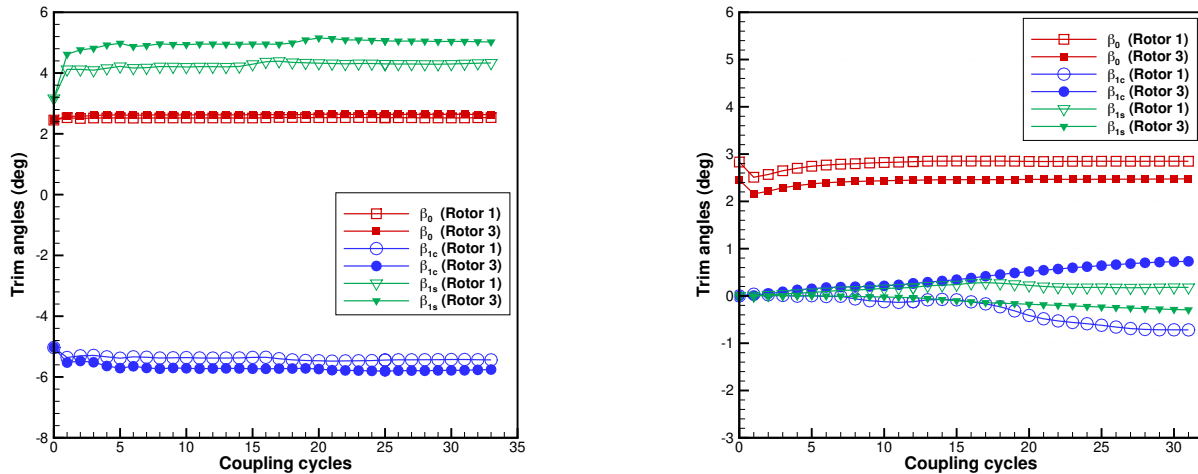 6
4
2
0
-2
-4
-6
-8
Trim angles (deg)
β0 (Rotor 1)
β0 (Rotor 3)
β1c (Rotor 1)
β1c (Rotor 3)
β1s (Rotor 1)
β1s (Rotor 3)
0 5 10 15 20 25 30 35
Coupling cycles
6
5
4
3
2
1
0
-1
-2
-3
Trim angles (deg)
β0 (Rotor 1)
β0 (Rotor 3)
β1c (Rotor 1)
β1c (Rotor 3)
β1s (Rotor 1)
β1s (Rotor 3)
0 5 10 15 20 25 30
Coupling cycles